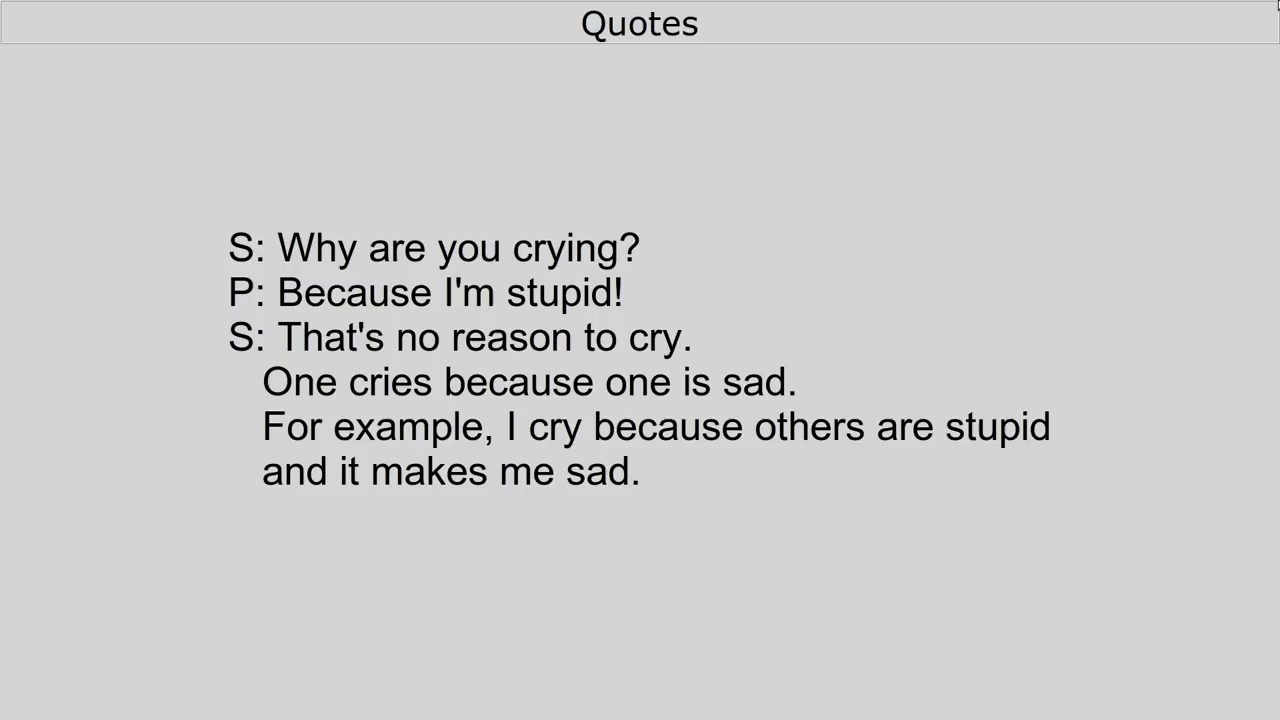 Quotes
S: Why are you crying?
P: Because I'm stupid!
S: That's no reason to cry.
One cries because one is sad.
For example, I cry because others are stupid
and it makes me sad.